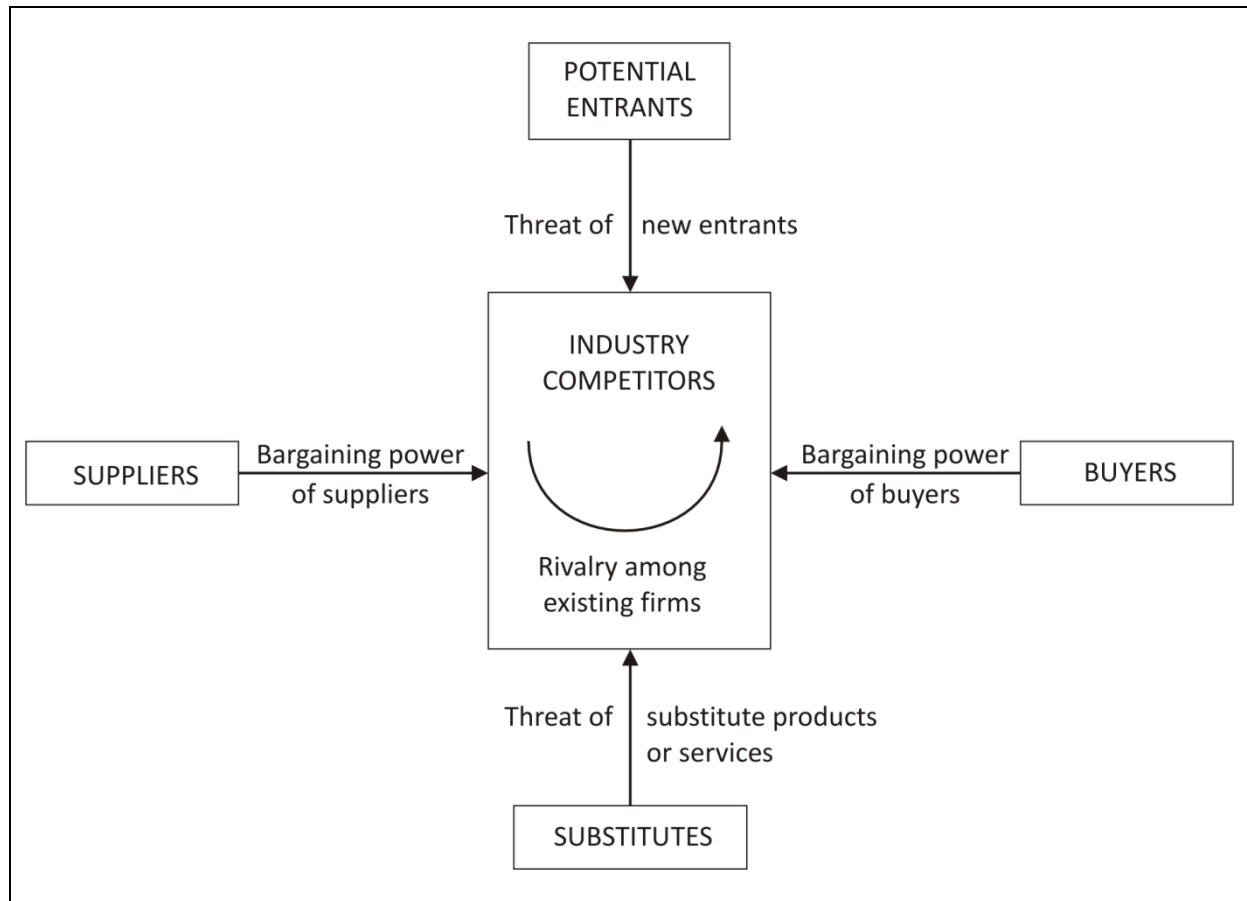 POTENTIAL
ENTRANTS
Threat of new entrants
INDUSTRY
COMPETITORS
Rivalry among
existing firms
SUPPLIERS
Bargaining power
of suppliers
Bargaining power
of buyers
BUYERS
Threat of substitute products
or services
SUBSTITUTES